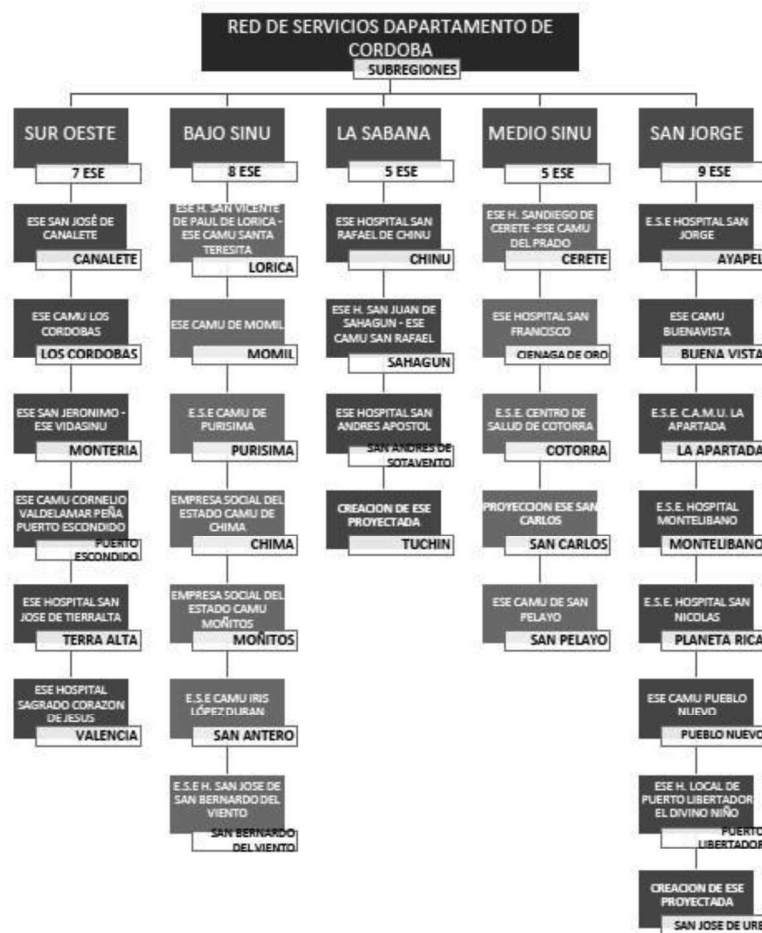 RED DE SERVICIOS DAPARTAMENTO DE
CORDOBA
SUBREGIONES
SUR OESTE
7 ESE
ESE SAN JOSÉ DE
CANALETE
CANALETE
ESE CAMU LOS
CORDOBAS
LOS CORDOBAS
ESE SAN JERONIMO -
ESE VIDASINU
MONTERIA
ESE CAMU CORNELIO
VALDELAMAR PEÑA
PUERTO ESCONDIDO
PUERTO
ESCONDIDO
ESE HOSPITAL SAN
JOSE DE TIERRALTA
TERRA ALTA
ESE HOSPITAL
SAGRADO CORAZON
DE JESUS
VALENCIA
BAJO SINU
8 ESE
ESE H. SAN VICENTE
DE PAUL DE LORICA -
ESE CAMU SANTA
TERESITA
LORICA
ESE CAMU DE MOMIL
MOMIL
E.S.E CAMU DE
PURISIMA
PURISIMA
EMPRESA SOCIAL DEL
ESTADO CAMU DE
CHIMA
CHIMA
EMPRESA SOCIAL DEL
ESTADO CAMU
MOÑITOS
MOÑITOS
E.S.E CAMU IRIS
LÓPEZ DURAN
SAN ANTERO
E.S.E H. SAN JOSE DE
SAN BERNARDO DEL
VIENTO
SAN BERNARDO
DEL VIENTO
LA SABANA
5 ESE
ESE HOSPITAL SAN
RAFAEL DE CHINU
CHINU
ESE H. SAN JUAN DE
SAHAGUN - ESE
CAMU SAN RAFAEL
SAHAGUN
ESE HOSPITAL SAN
ANDRES APOSTOL
SAN ANDRES DE
SOTAVENTO
CREACION DE ESE
PROYECTADA
TUCHIN
MEDIO SINU
5 ESE
ESE H. SANDIEGO DE
CERETE -ESE CAMU
DEL PRADO
CERETE
ESE HOSPITAL SAN
FRANCISCO
CIENAGA DE ORO
E.S.E. CENTRO DE
SALUD DE COTORRA
COTORRA
PROYECCION ESE SAN
CARLOS
SAN CARLOS
ESE CAMU DE SAN
PELAYO
SAN PELAYO
SAN JORGE
9 ESE
E.S.E HOSPITAL SAN
JORGE
AYAPEL
ESE CAMU
BUENAVISTA
BUENA VISTA
E.S.E. C.A.M.U. LA
APARTADA
LA APARTADA
E.S.E. HOSPITAL
MONTELIBANO
MONTELIBANO
E.S.E. HOSPITAL SAN
NICOLAS
PLANETA RICA
ESE CAMU PUEBLO
NUEVO
PUEBLO NUEVO
ESE H. LOCAL DE
PUERTO LIBERTADOR
EL DIVINO NIÑO
PUERTO
LIBERTADOR
CREACION DE ESE
PROYECTADA
SAN JOSE DE URE